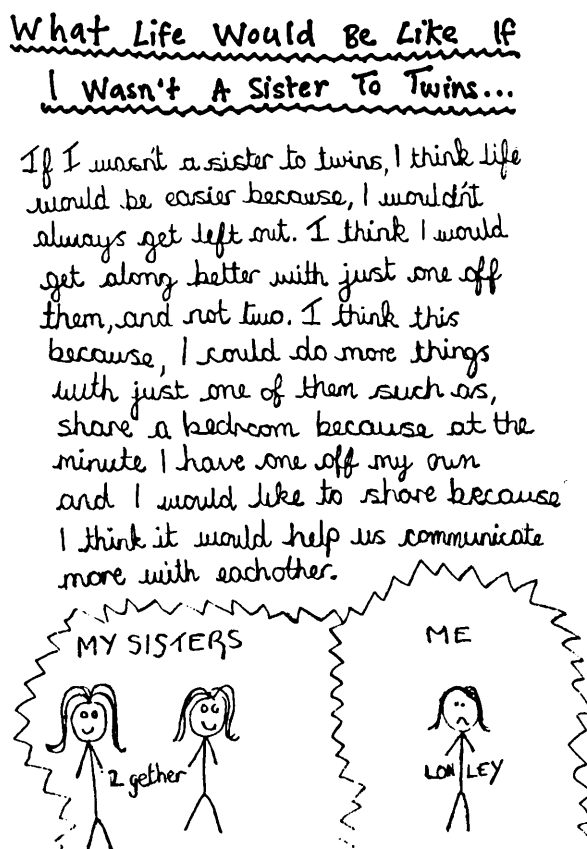 What Life Would Be Like If
I Wasn't A Sister To Twins...
If I wasn't a sister to twins, I think life
would be easier because, I wouldn't
always get left out. I think I would
get along better with just one off
them, and not two. I think this
because, I could do more things
with just one of them such as,
share a bedroom because at the
minute I have one off my own
and I would like to share because
I think it would help us communicate
more with eachother.
MY SISTERS
ME
2 gether
LONLEY